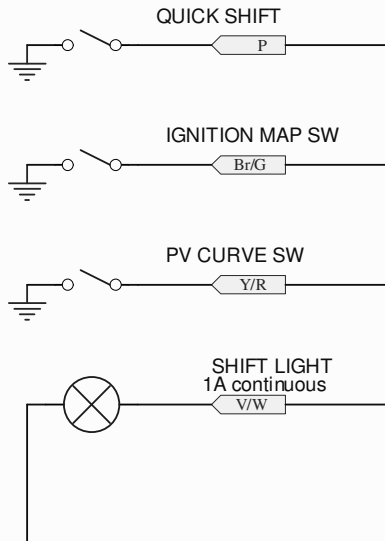 QUICK SHIFT
P
IGNITION MAP SW
Br/G
PV CURVE SW
Y/R
SHIFT LIGHT
1A continuous
V/W